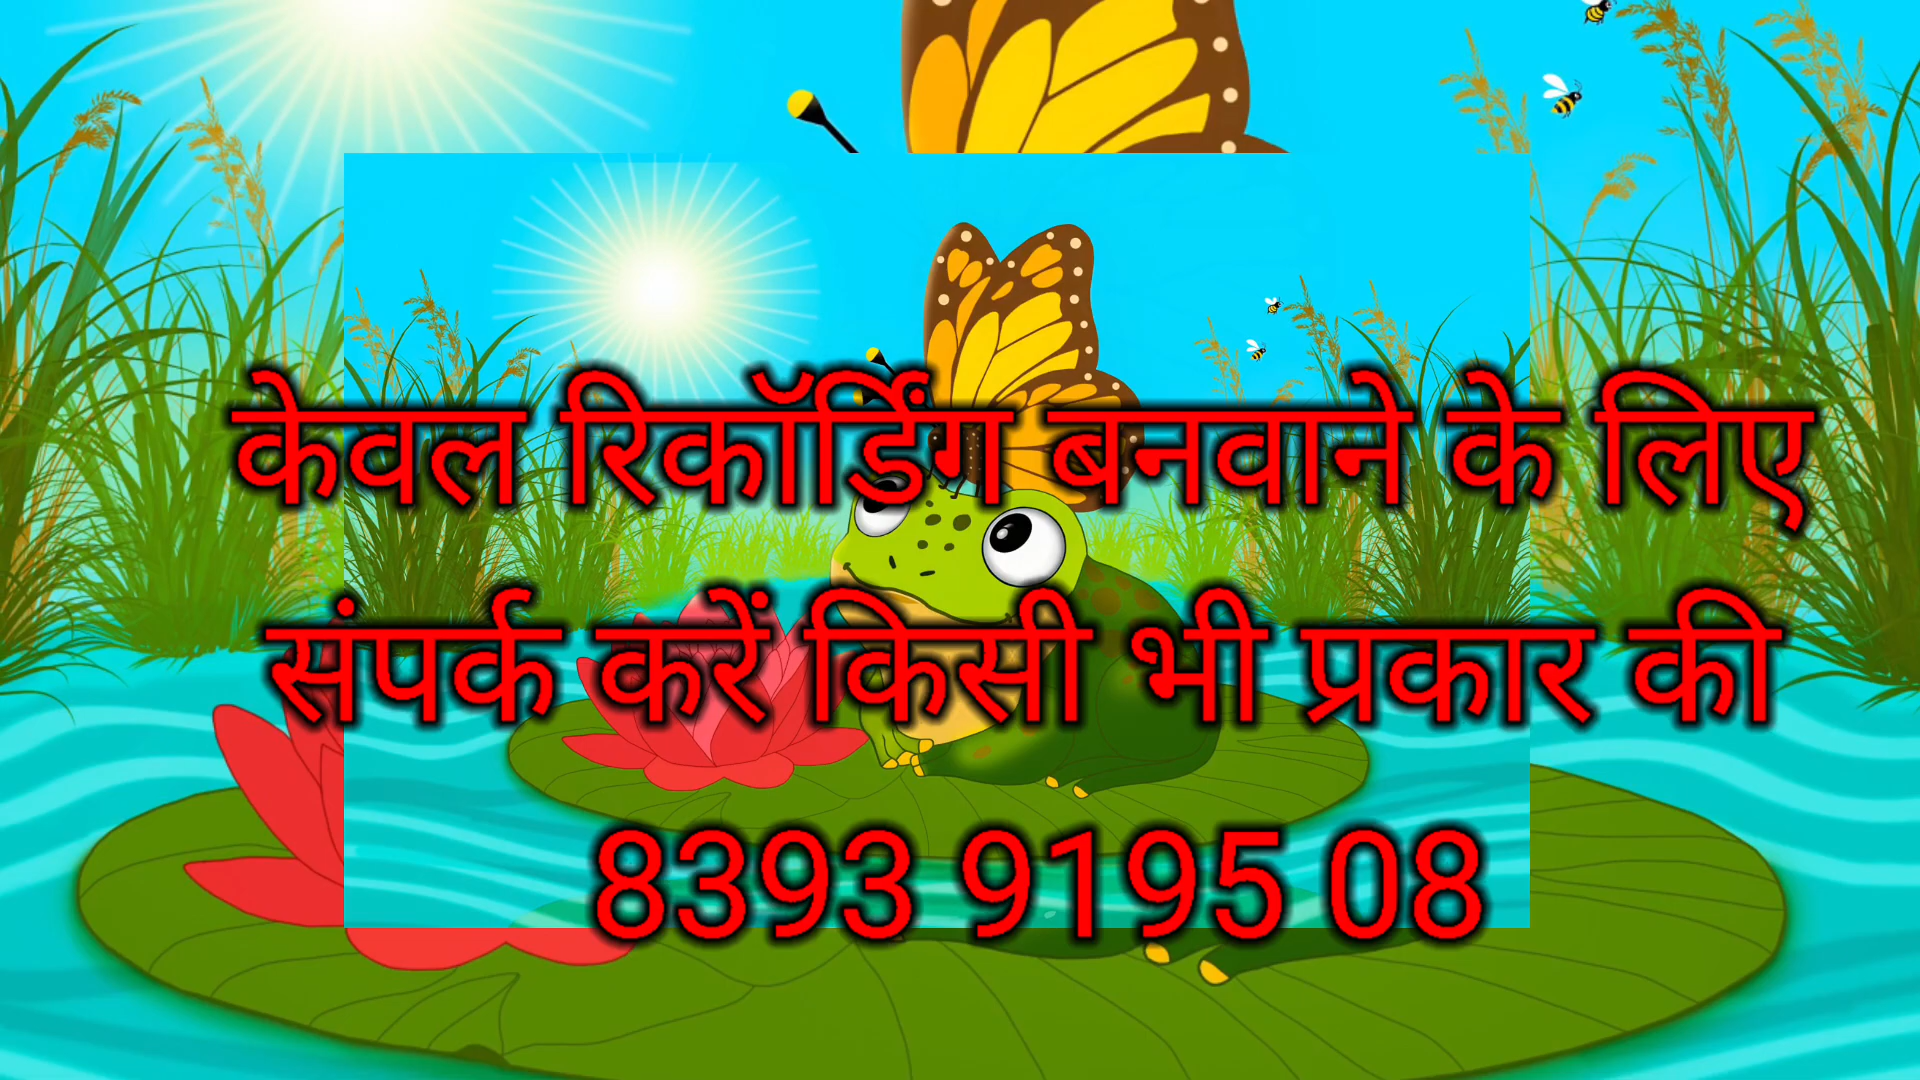 केवल रिकॉर्डिंग बनवाने के लिए
संपर्क करें किसी भी प्रकार की
8393 9195 08